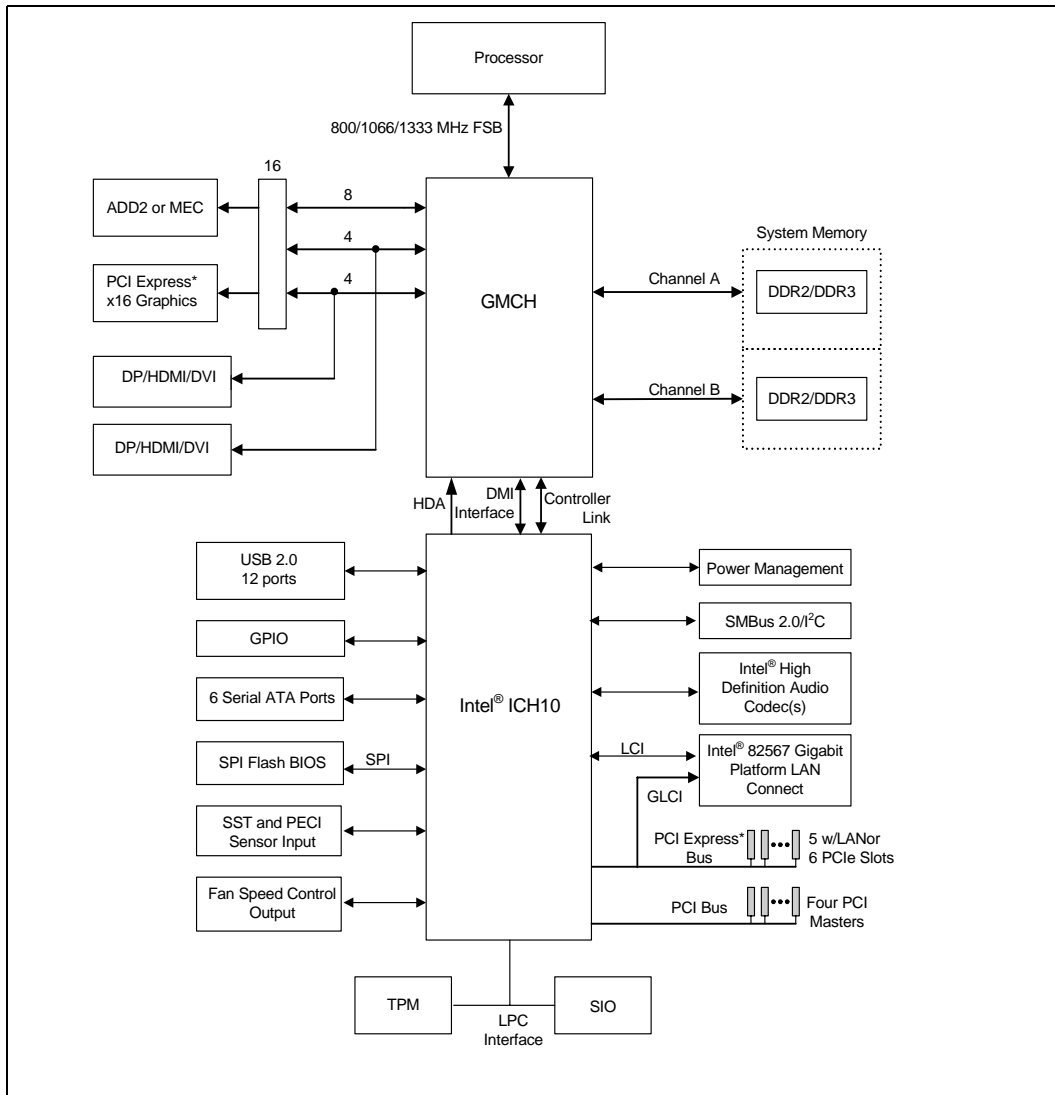 Processor
800/1066/1333 MHz FSB
16
8
4
4
ADD2 or MEC
PCI Express*
x16 Graphics
DP/HDMI/DVI
DP/HDMI/DVI
GMCH
System Memory
Channel A
DDR2/DDR3
Channel B
DDR2/DDR3
HDA
DMI
Interface
Controller
Link
USB 2.0
12 ports
GPIO
6 Serial ATA Ports
SPI Flash BIOS
SPI
SST and PECI
Sensor Input
Fan Speed Control
Output
Intel® ICH10
Power Management
SMBus 2.0/I²C
Intel® High
Definition Audio
Codec(s)
LCI
Intel® 82567 Gigabit
Platform LAN
Connect
GLCI
PCI Express*
Bus
5 w/LANor
6 PCIe Slots
PCI Bus
Four PCI
Masters
TPM
SIO
LPC
Interface